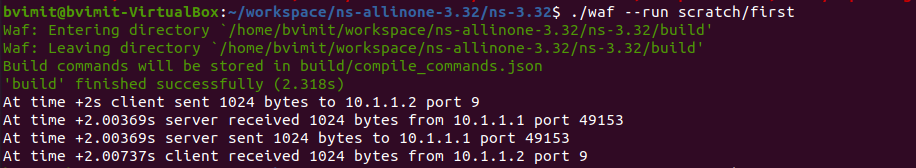 bvimit@bvimit-VirtualBox:~/workspace/ns-allinone-3.32/ns-3.32$ ./waf --run scratch/first
Waf: Entering directory `/home/bvimit/workspace/ns-allinone-3.32/ns-3.32/build'
Waf: Leaving directory `/home/bvimit/workspace/ns-allinone-3.32/ns-3.32/build'
Build commands will be stored in build/compile_commands.json
'build' finished successfully (2.318s)
At time +2s client sent 1024 bytes to 10.1.1.2 port 9
At time +2.00369s server received 1024 bytes from 10.1.1.1 port 49153
At time +2.00369s server sent 1024 bytes to 10.1.1.1 port 49153
At time +2.00737s client received 1024 bytes from 10.1.1.2 port 9